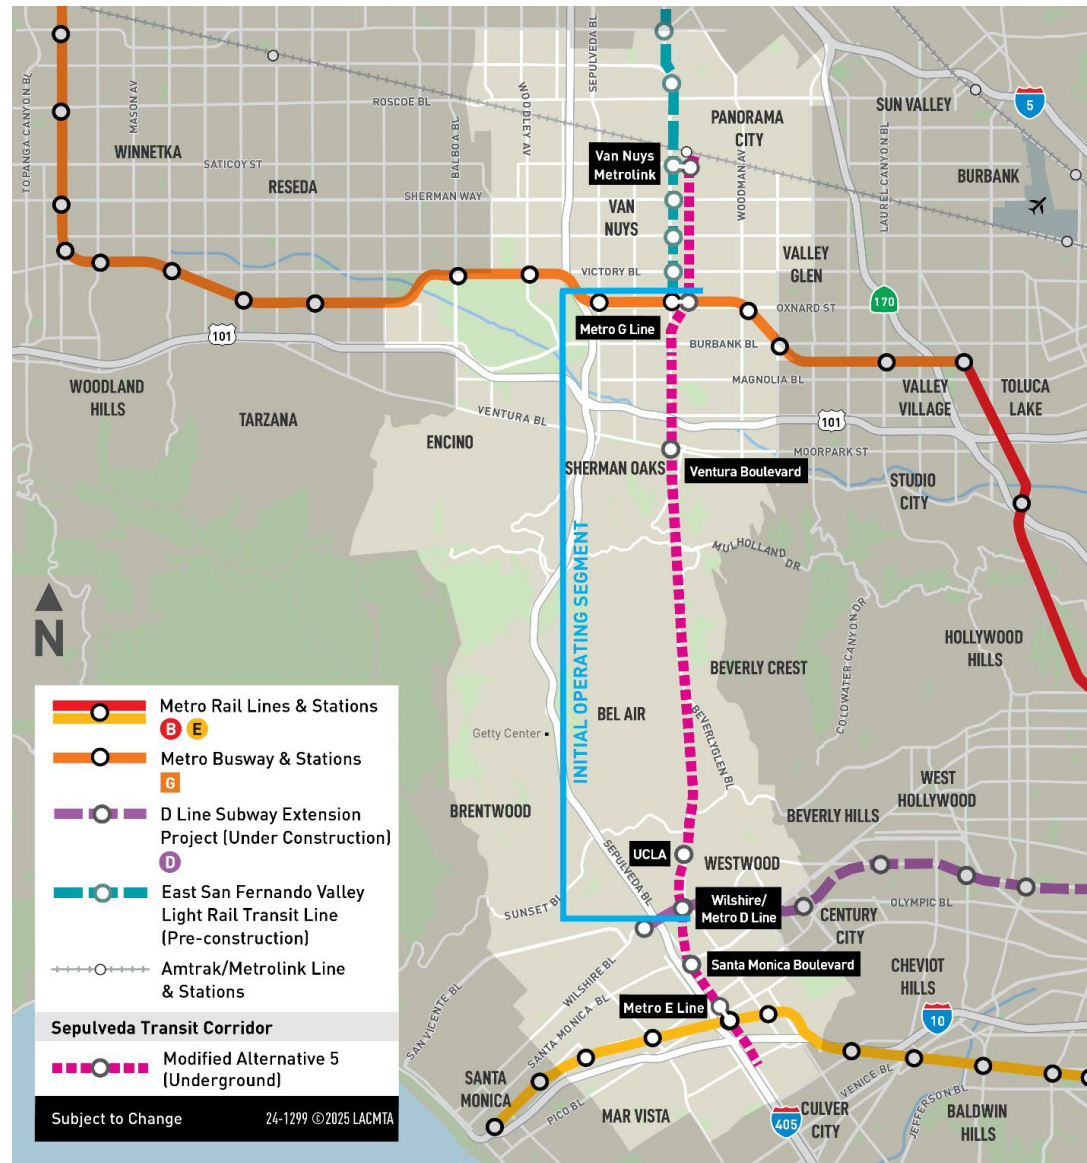 SEPULVEDA BL
TOPANGA CANYON BL
MASON AV
WINNETKA
ROSCOE BL
SATICOY ST
RESEDA
BALBOA BL
WOODLEY AV
SHERMAN WAY
PANORAMA
CITY
Van Nuys
Metrolink
WOODMAN AV
VAN
NUYS
LAUREL CANYON BL
SUN VALLEY
5
BURBANK
VALLEY
GLEN
VICTORY BL
OXNARD ST
170
Metro G Line
BURBANK BL
MAGNOLIA BL
101
WOODLAND
HILLS
TARZANA
VENTURA BL
ENCINO
101
MOORPARK ST
VALLEY
VILLAGE
TOLUCA
LAKE
SHERMAN OAKS
Ventura Boulevard
STUDIO
CITY
MULHOLLAND
DR
INITIAL OPERATING SEGMENT
N
COLDWATER CANYON DR
HOLLYWOOD
HILLS
BEVERLY CREST
BEL AIR
BEVERLY GLEN BL
Getty Center
BRENTWOOD
WEST
HOLLYWOOD
BEVERLY HILLS
UCLA
WESTWOOD
SEPULVEDA BL
SUNSET BL
Wilshire/
Metro D Line
CENTURY
CITY
OLYMPIC BL
Santa Monica Boulevard
CHEVIOT
HILLS
WILSHIRE BL
SAN VICENTE BL
SANTA MONICA BL
Metro E Line
10
SANTA
MONICA
PICO BL
MAR VISTA
VENICE BL
JEFFERSON BL
405
CULVER
CITY
BALDWIN
HILLS
Metro Rail Lines & Stations
B E
Metro Busway & Stations
G
D Line Subway Extension
Project (Under Construction)
D
East San Fernando Valley
Light Rail Transit Line
(Pre-construction)
Amtrak/Metrolink Line
& Stations
Sepulveda Transit Corridor
Modified Alternative 5
(Underground)
Subject to Change 24-1299 ©2025 LACMTA